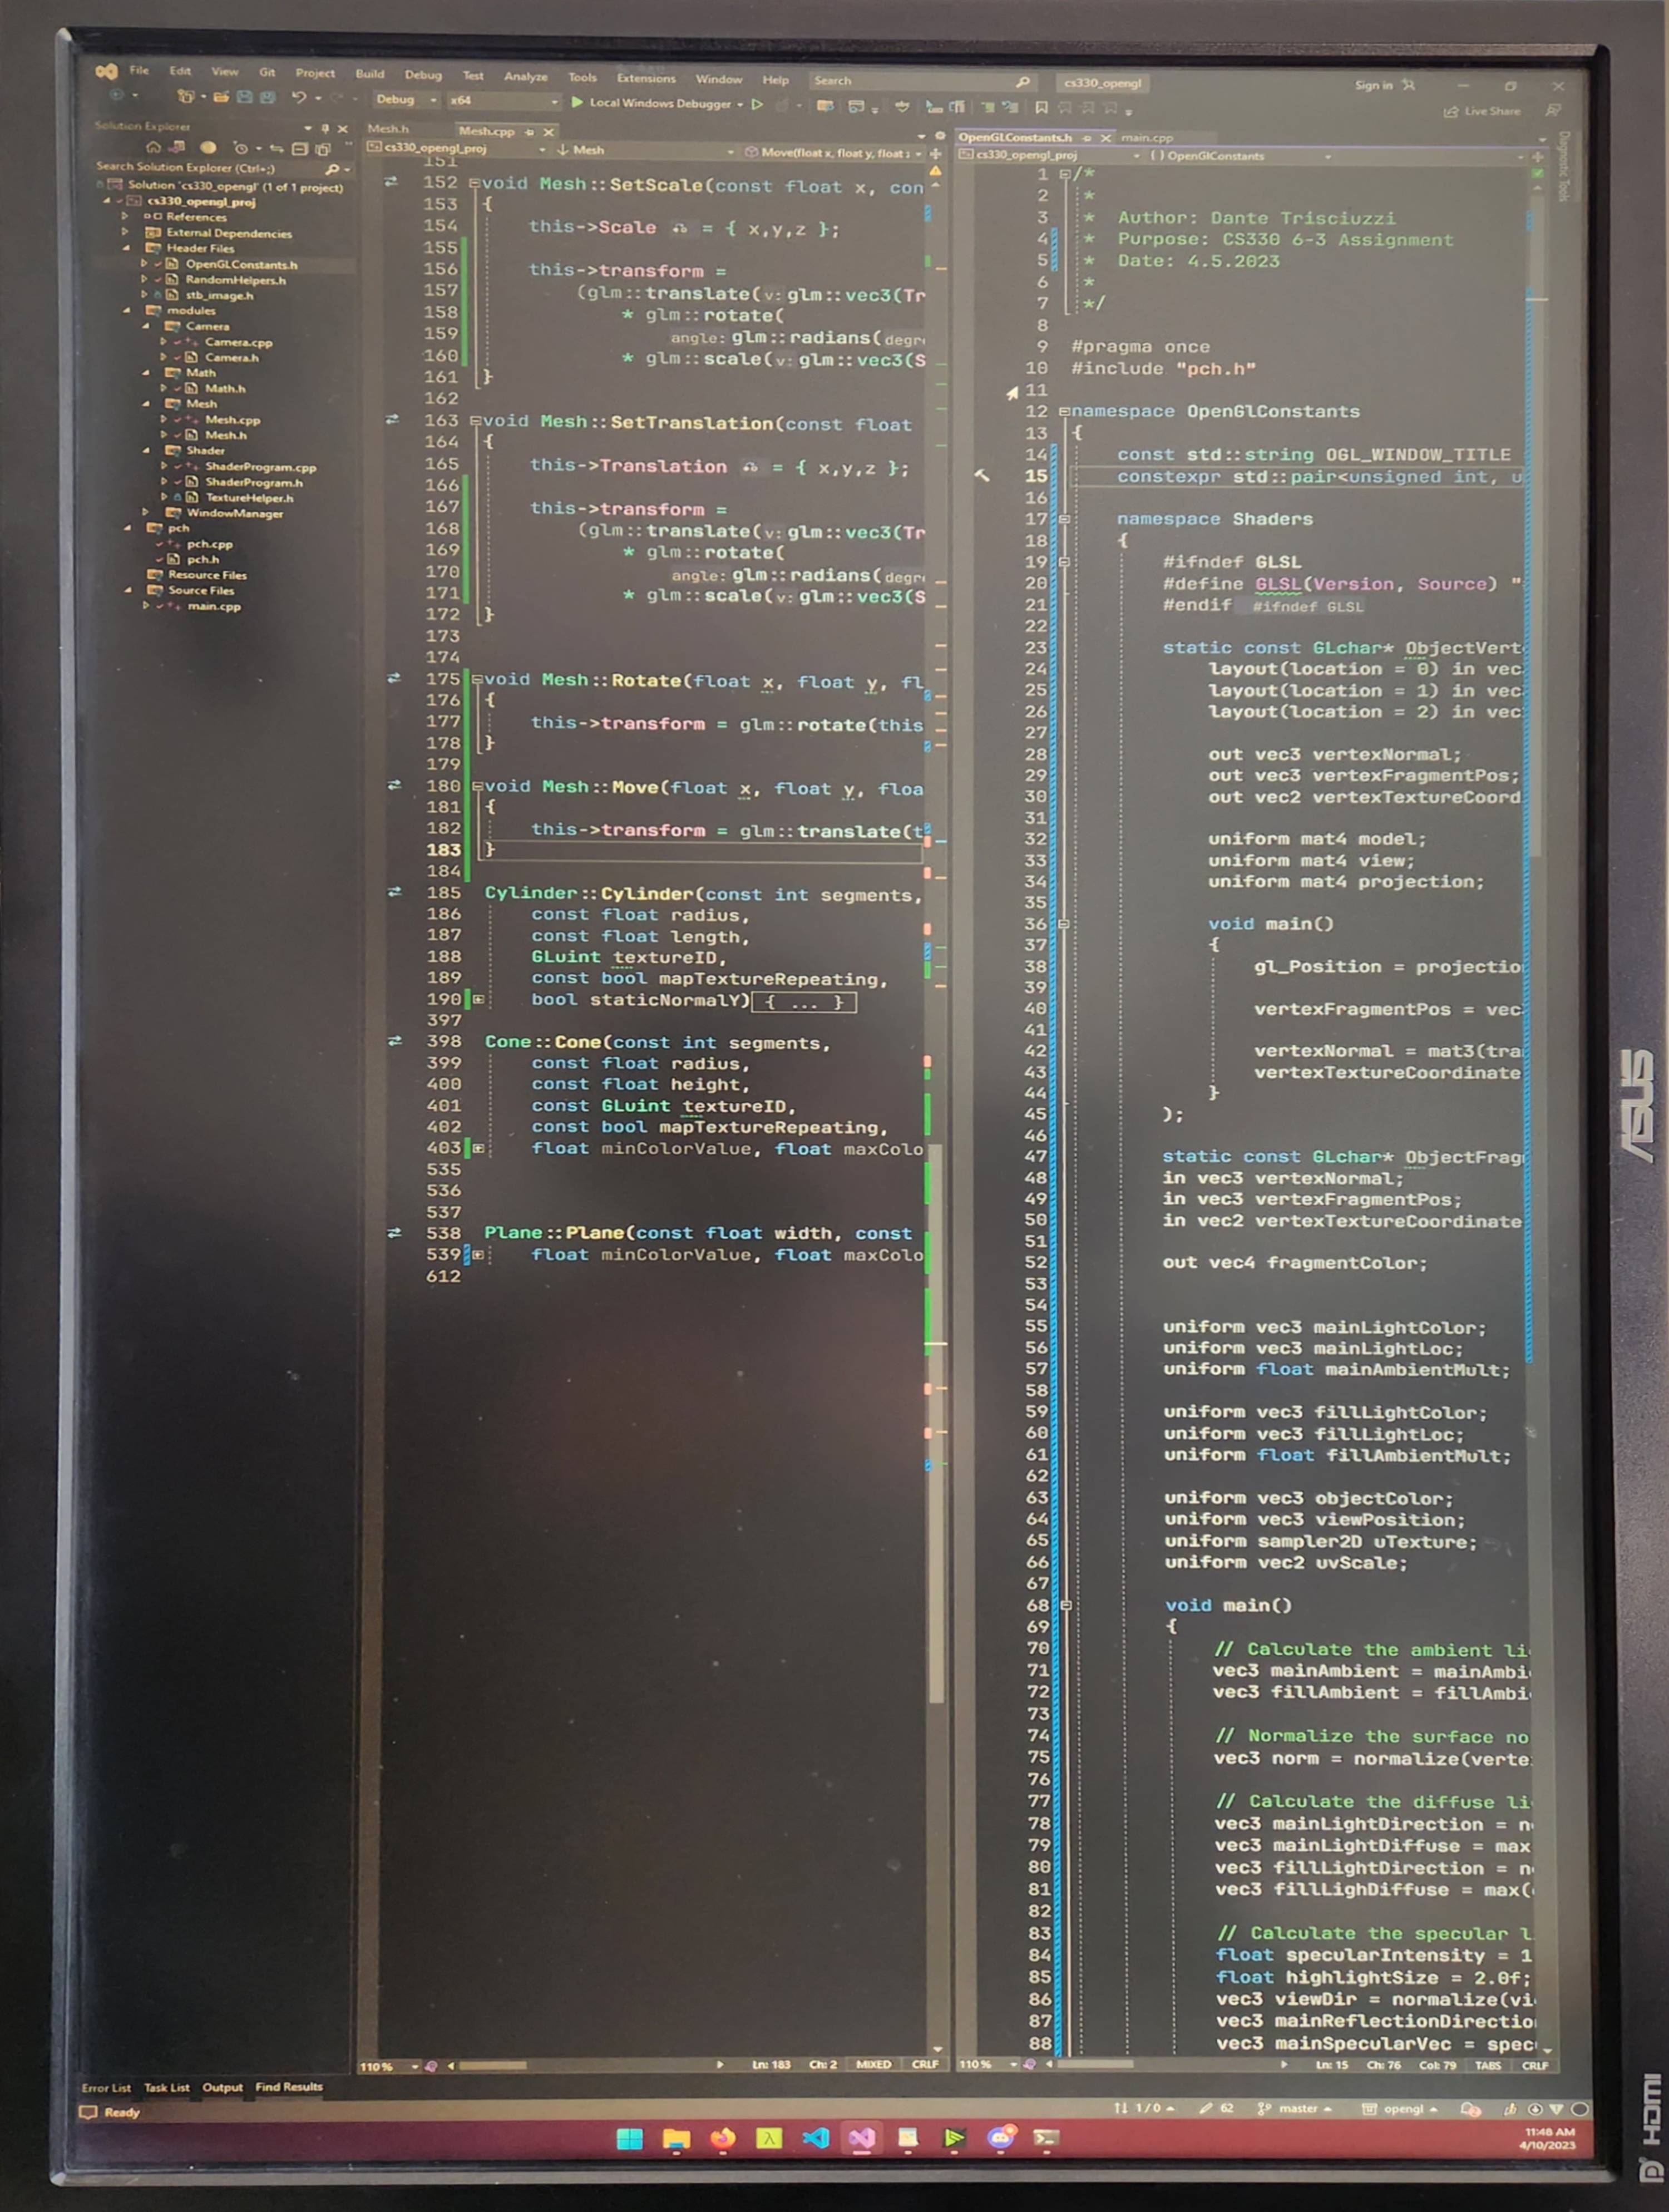 File Edit View Git Project Build Debug Test Analyze Tools Extensions Window Help Search cs330_opengl Sign in
Debug x64 Local Windows Debugger Live Share
Solution Explorer
Search Solution Explorer (Ctrl+;)
Solution 'cs330_opengl' (1 of 1 project)
cs330_opengl_proj
References
External Dependencies
Header Files
OpenGLConstants.h
RandomHelpers.h
stb_image.h
modules
Camera
Camera.cpp
Camera.h
Math
Math.h
Mesh
Mesh.cpp
Mesh.h
Shader
ShaderProgram.cpp
ShaderProgram.h
TextureHelper.h
WindowManager
pch
pch.cpp
pch.h
Resource Files
Source Files
main.cpp
Mesh.h Mesh.cpp
cs330_opengl_proj Mesh Move(float x, float y, float
151
152 void Mesh::SetScale(const float x, con
153 {
154 this->Scale = { x,y,z };
155
156 this->transform =
157 (glm::translate(v: glm::vec3(Tr
158 * glm::rotate(
159 angle: glm::radians(degr
160 * glm::scale(v: glm::vec3(S
161 }
162
163 void Mesh::SetTranslation(const float
164 {
165 this->Translation = { x,y,z };
166
167 this->transform =
168 (glm::translate(v: glm::vec3(Tr
169 * glm::rotate(
170 angle: glm::radians(degr
171 * glm::scale(v: glm::vec3(S
172 }
173
174
175 void Mesh::Rotate(float x, float y, fl
176 {
177 this->transform = glm::rotate(this
178 }
179
180 void Mesh::Move(float x, float y, floa
181 {
182 this->transform = glm::translate(t
183 }
184
185 Cylinder::Cylinder(const int segments,
186 const float radius,
187 const float length,
188 GLuint textureID,
189 const bool mapTextureRepeating,
190 bool staticNormalY) { ... }
397
398 Cone::Cone(const int segments,
399 const float radius,
400 const float height,
401 const GLuint textureID,
402 const bool mapTextureRepeating,
403 float minColorValue, float maxColo
535
536
537
538 Plane::Plane(const float width, const
539 float minColorValue, float maxColo
612
110% Ln: 183 Ch: 2 MIXED CRLF
OpenGLConstants.h main.cpp
cs330_opengl_proj { } OpenGlConstants
Diagnostic Tools
1 /*
2 *
3 * Author: Dante Trisciuzzi
4 * Purpose: CS330 6-3 Assignment
5 * Date: 4.5.2023
6 *
7 */
8
9 #pragma once
10 #include "pch.h"
11
12 namespace OpenGlConstants
13 {
14 const std::string OGL_WINDOW_TITLE
15 constexpr std::pair<unsigned int, u
16
17 namespace Shaders
18 {
19 #ifndef GLSL
20 #define GLSL(Version, Source) "
21 #endif #ifndef GLSL
22
23 static const GLchar* ObjectVert
24 layout(location = 0) in vec
25 layout(location = 1) in vec
26 layout(location = 2) in vec
27
28 out vec3 vertexNormal;
29 out vec3 vertexFragmentPos;
30 out vec2 vertexTextureCoord
31
32 uniform mat4 model;
33 uniform mat4 view;
34 uniform mat4 projection;
35
36 void main()
37 {
38 gl_Position = projectio
39
40 vertexFragmentPos = vec
41
42 vertexNormal = mat3(tra
43 vertexTextureCoordinate
44 }
45 );
46
47 static const GLchar* ObjectFrag
48 in vec3 vertexNormal;
49 in vec3 vertexFragmentPos;
50 in vec2 vertexTextureCoordinate
51
52 out vec4 fragmentColor;
53
54
55 uniform vec3 mainLightColor;
56 uniform vec3 mainLightLoc;
57 uniform float mainAmbientMult;
58
59 uniform vec3 fillLightColor;
60 uniform vec3 fillLightLoc;
61 uniform float fillAmbientMult;
62
63 uniform vec3 objectColor;
64 uniform vec3 viewPosition;
65 uniform sampler2D uTexture;
66 uniform vec2 uvScale;
67
68 void main()
69 {
70 // Calculate the ambient li
71 vec3 mainAmbient = mainAmbi
72 vec3 fillAmbient = fillAmbi
73
74 // Normalize the surface no
75 vec3 norm = normalize(verte
76
77 // Calculate the diffuse li
78 vec3 mainLightDirection = n
79 vec3 mainLightDiffuse = max
80 vec3 fillLightDirection = n
81 vec3 fillLighDiffuse = max(
82
83 // Calculate the specular l
84 float specularIntensity = 1
85 float highlightSize = 2.0f;
86 vec3 viewDir = normalize(vi
87 vec3 mainReflectionDirectio
88 vec3 mainSpecularVec = spec
110% Ln: 15 Ch: 76 Col: 79 TABS CRLF
Error List Task List Output Find Results
Ready 1/0 62 master opengl
11:46 AM
4/10/2023
ASUS
HDMI